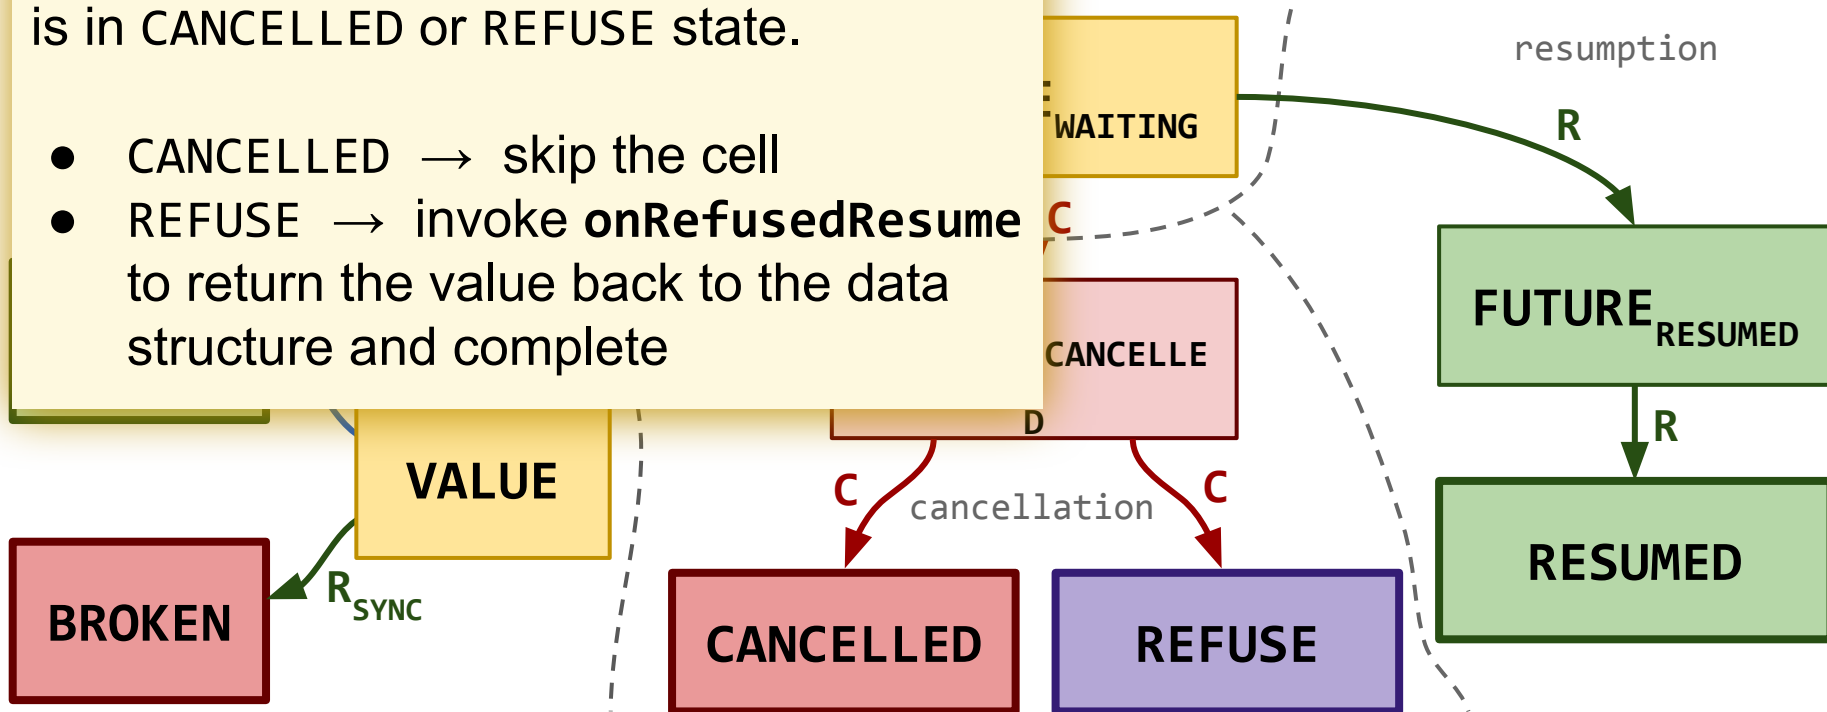 is in CANCELLED or REFUSE state.
● CANCELLED → skip the cell
● REFUSE → invoke onRefusedResume
to return the value back to the data
structure and complete
WAITING
resumption
R
C
FUTURE RESUMED
CANCELLE
D
R
VALUE
C
cancellation
C
RESUMED
BROKEN
R SYNC
CANCELLED
REFUSE